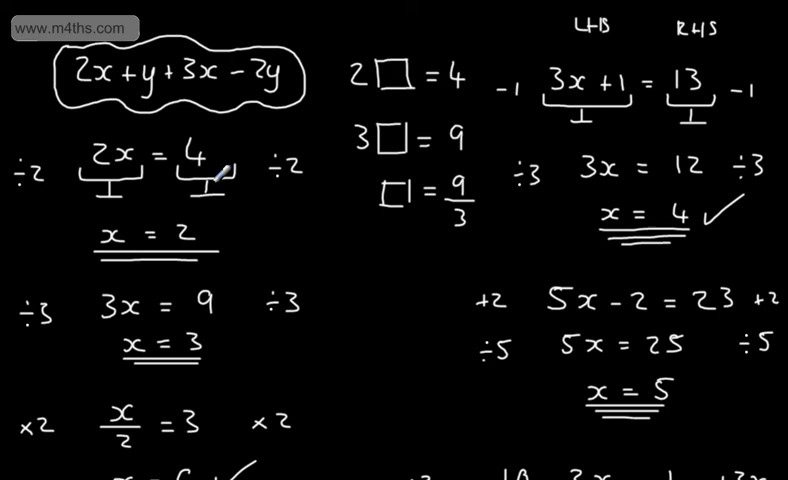 www.m4ths.com
2x + y + 3x - 2y
÷2 2x = 4 ÷2
x = 2
÷3 3x = 9 ÷3
x = 3
×2 x/2 = 3 ×2
2□ = 4
3□ = 9
□ = 9/3
LHS RHS
-1 3x + 1 = 13 -1
÷3 3x = 12 ÷3
x = 4 ✓
+2 5x - 2 = 23 +2
÷5 5x = 25 ÷5
x = 5